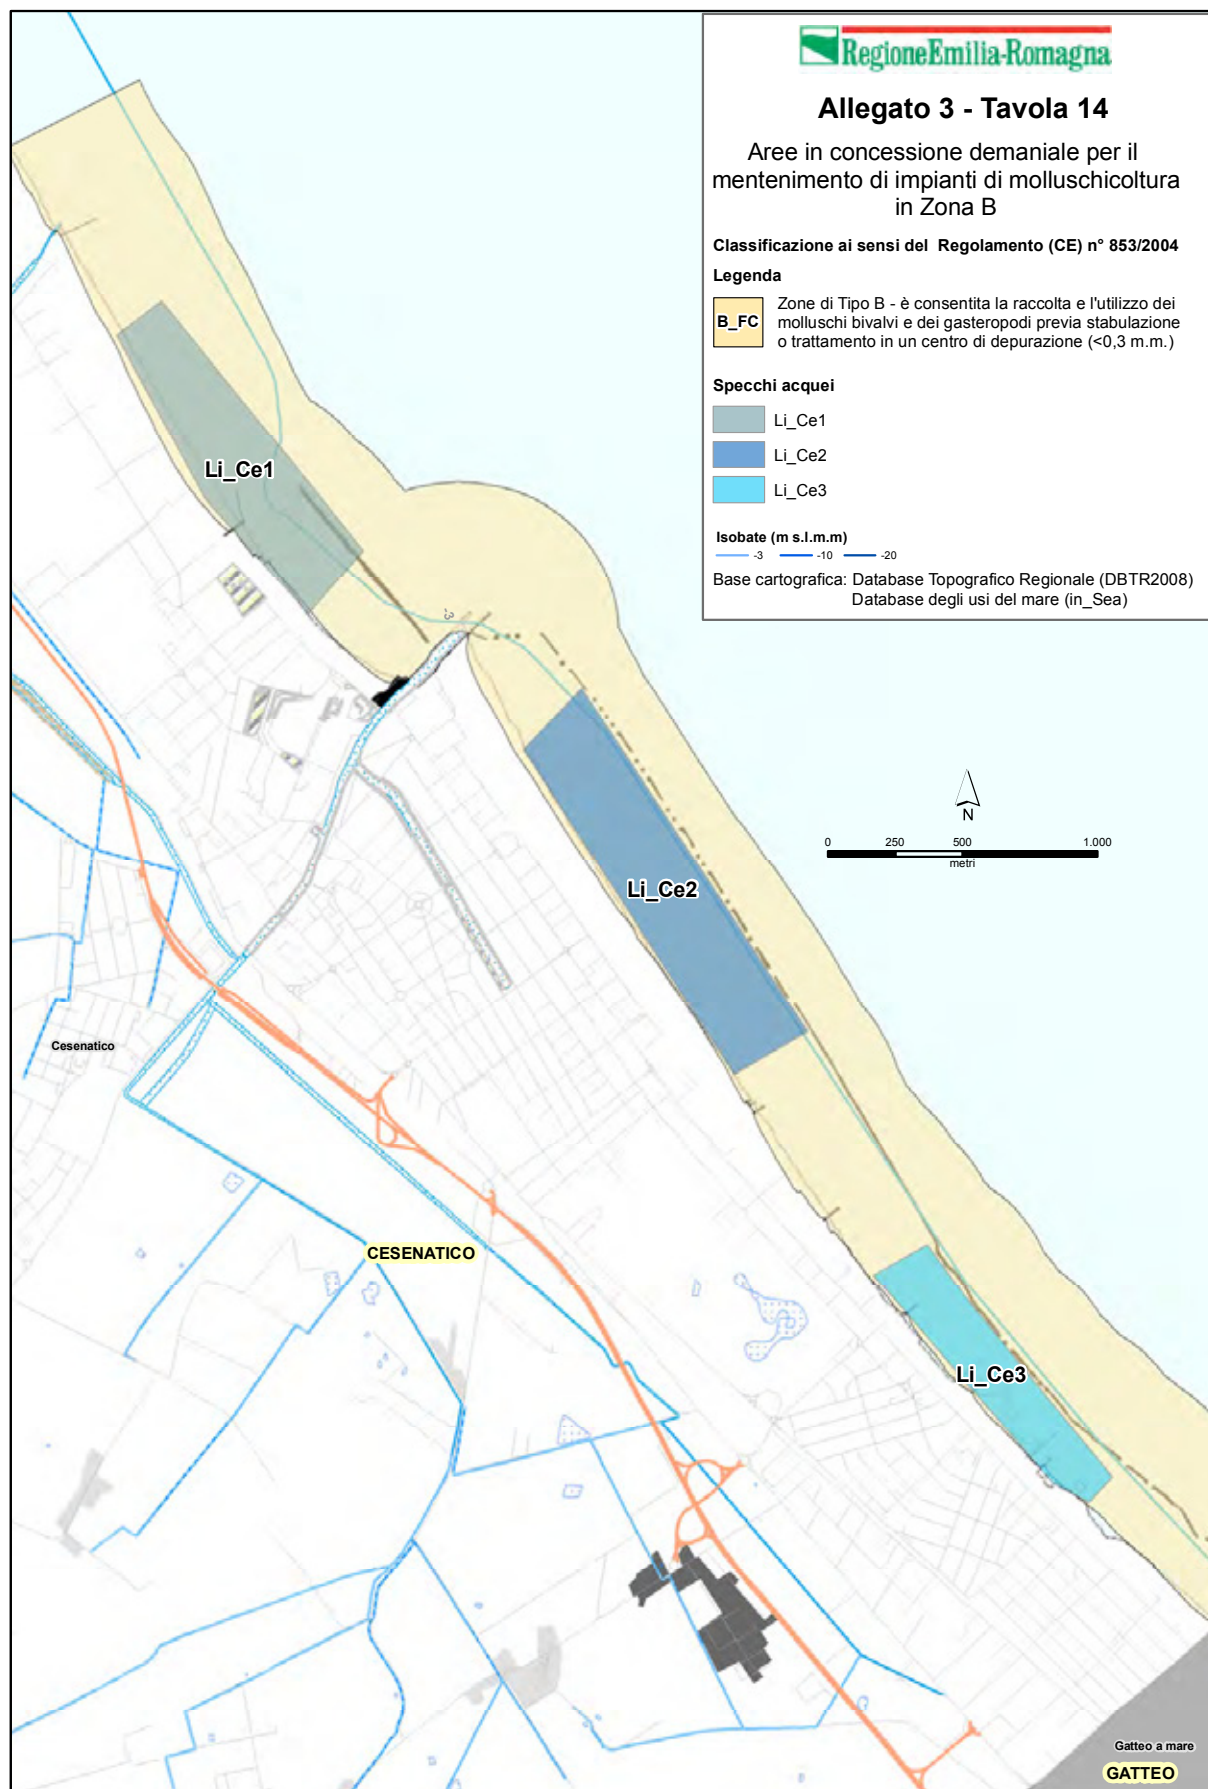 RegioneEmilia-Romagna
Allegato 3 - Tavola 14
Aree in concessione demaniale per il
mentenimento di impianti di molluschicoltura
in Zona B
Classificazione ai sensi del Regolamento (CE) n° 853/2004
Legenda
B_FC
Zone di Tipo B - è consentita la raccolta e l'utilizzo dei
molluschi bivalvi e dei gasteropodi previa stabulazione
o trattamento in un centro di depurazione (<0,3 m.m.)
Specchi acquei
Li_Ce1
Li_Ce2
Li_Ce3
Isobate (m s.l.m.m)
-3 -10 -20
Base cartografica: Database Topografico Regionale (DBTR2008)
Database degli usi del mare (in_Sea)
Li_Ce1
-3
N
0 250 500 1.000
metri
Li_Ce2
Cesenatico
CESENATICO
Li_Ce3
Gatteo a mare
GATTEO